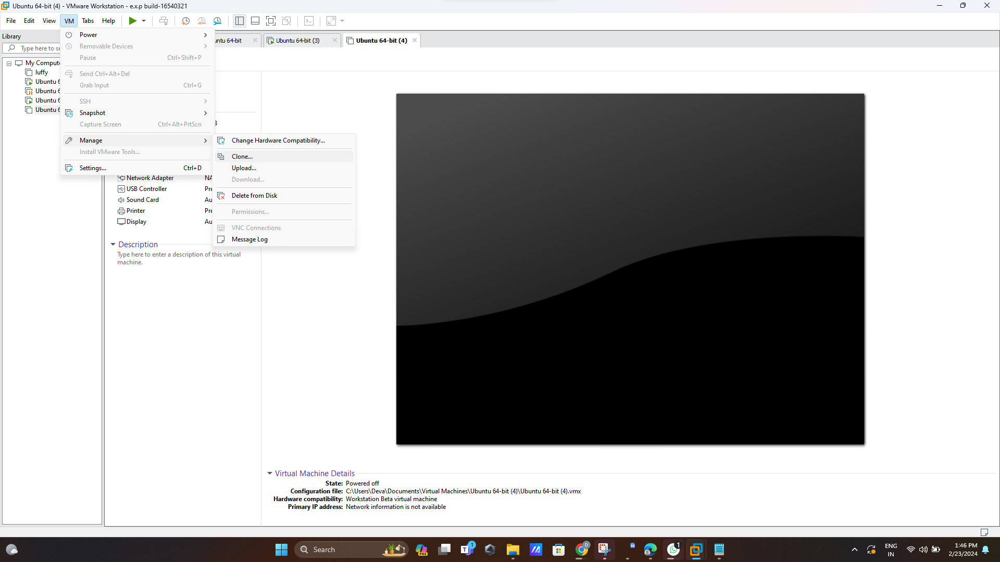 Ubuntu 64-bit (4) - VMware Workstation - e.x.p build-16540321
File Edit View VM Tabs Help
Library
Type here to se
My Compute
luffy
Ubuntu 6
Ubuntu 6
Ubuntu 6
Ubuntu 6
Power
Removable Devices
Pause Ctrl+Shift+P
Send Ctrl+Alt+Del
Grab Input Ctrl+G
SSH
Snapshot
Capture Screen Ctrl+Alt+PrtScn
Manage
Install VMware Tools...
Settings... Ctrl+D
untu 64-bit
Ubuntu 64-bit (3)
Ubuntu 64-bit (4)
3
Change Hardware Compatibility...
Clone...
Upload...
Download...
Delete from Disk
Permissions...
VNC Connections
Message Log
Network Adapter NA
USB Controller Pre
Sound Card Au
Printer Pre
Display Au
Description
Type here to enter a description of this virtual
machine.
Virtual Machine Details
State: Powered off
Configuration file: C:\Users\Deva\Documents\Virtual Machines\Ubuntu 64-bit (4)\Ubuntu 64-bit (4).vmx
Hardware compatibility: Workstation Beta virtual machine
Primary IP address: Network information is not available
Search
PRE
T
1
D
1
ENG
IN
1:46 PM
2/23/2024